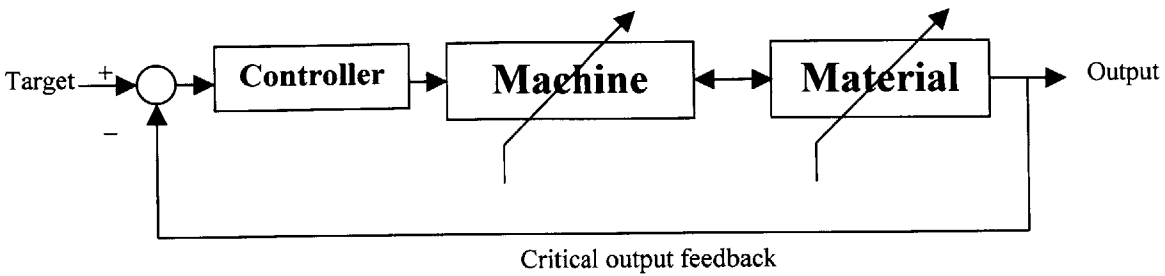 Target
+
−
Controller
Machine
Material
Output
Critical output feedback